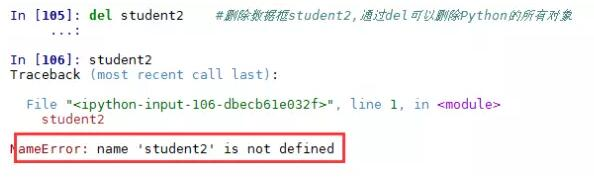 In [105]: del student2    #删除数据框student2,通过del可以删除Python的所有对象
     ...:
In [106]: student2
Traceback (most recent call last):
  File "<ipython-input-106-dbecb61e032f>", line 1, in <module>
    student2
NameError: name 'student2' is not defined